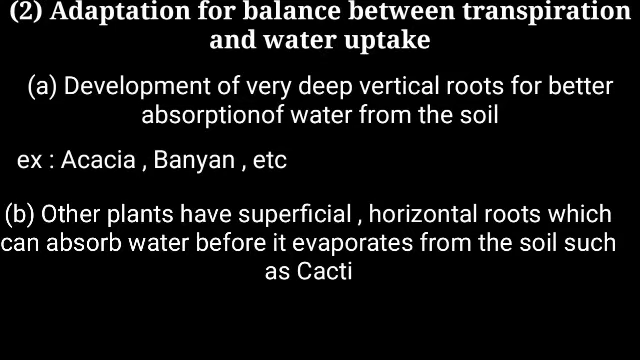 (2) Adaptation for balance between transpiration
and water uptake
(a) Development of very deep vertical roots for better
absorptionof water from the soil
ex : Acacia , Banyan , etc
(b) Other plants have superficial , horizontal roots which
can absorb water before it evaporates from the soil such
as Cacti